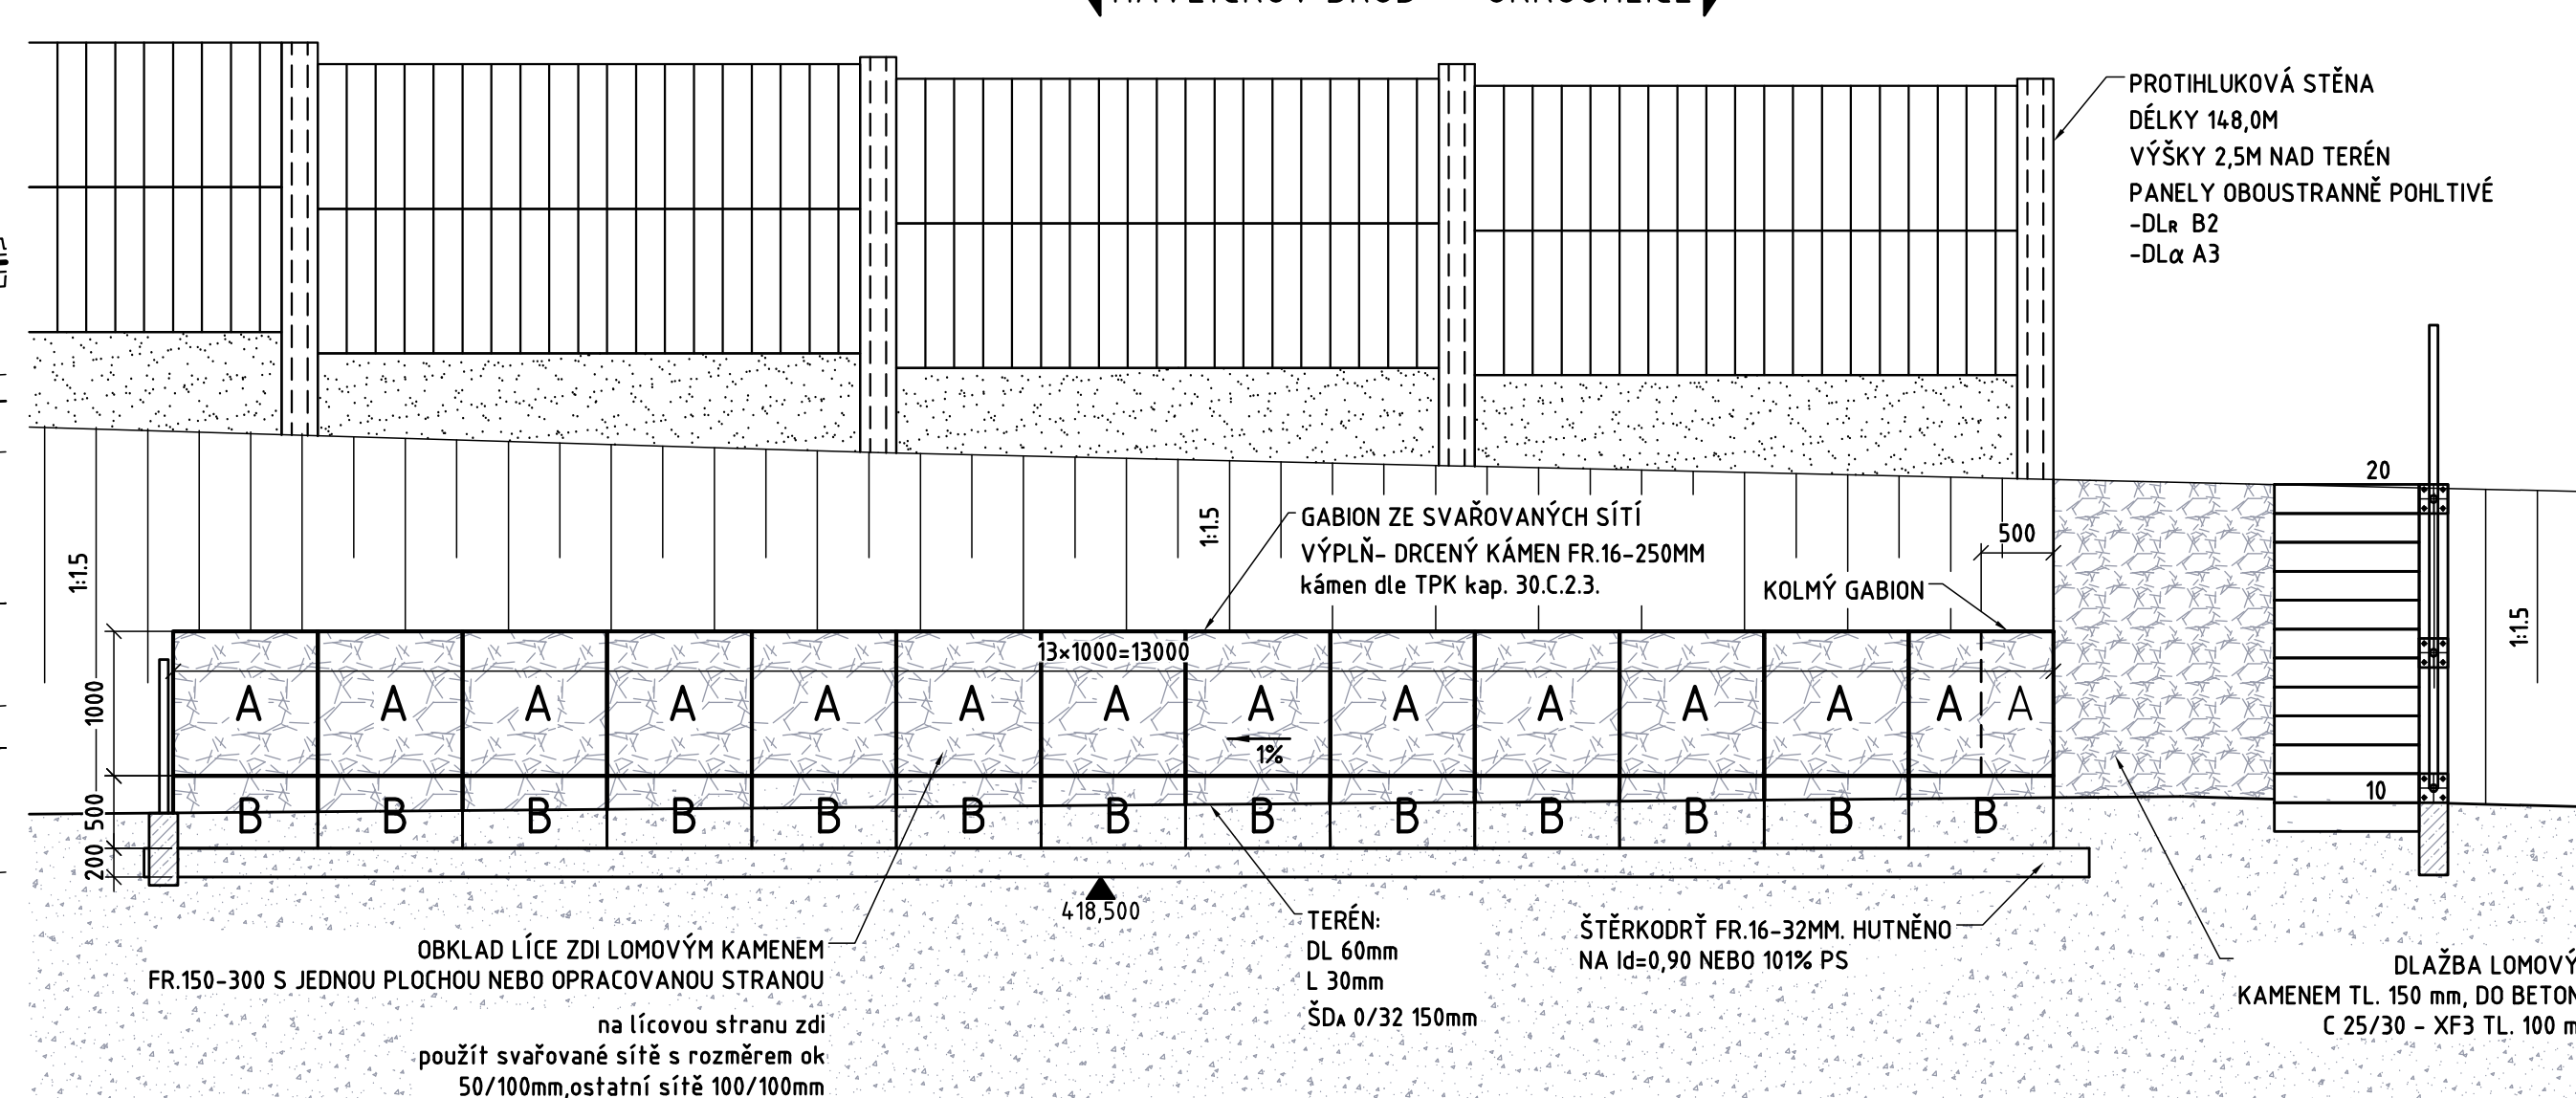 PROTIHLUKOVÁ STĚNA
DÉLKY 148,0M
VÝŠKY 2,5M NAD TERÉN
PANELY OBOUSTRANNĚ POHLTIVÉ
-DLR B2
-DLα A3
20
500
1:1.5
GABION ZE SVAŘOVANÝCH SÍTÍ
VÝPLŇ- DRCENÝ KÁMEN FR.16-250MM
kámen dle TPK kap. 30.C.2.3.
KOLMÝ GABION
1:1.5
1:1.5
13×1000=13000
1000
A A A A A A A A A A A A A A
1%
10
500
B B B B B B B B B B B B B
200
418,500
OBKLAD LÍCE ZDI LOMOVÝM KAMENEM
FR.150-300 S JEDNOU PLOCHOU NEBO OPRACOVANOU STRANOU
na lícovou stranu zdi
použít svařované sítě s rozměrem ok
50/100mm,ostatní sítě 100/100mm
TERÉN:
DL 60mm
L 30mm
ŠDA 0/32 150mm
ŠTĚRKODRŤ FR.16-32MM. HUTNĚNO
NA Id=0,90 NEBO 101% PS
DLAŽBA LOMOVÝ
KAMENEM TL. 150 mm, DO BETON
C 25/30 - XF3 TL. 100 m